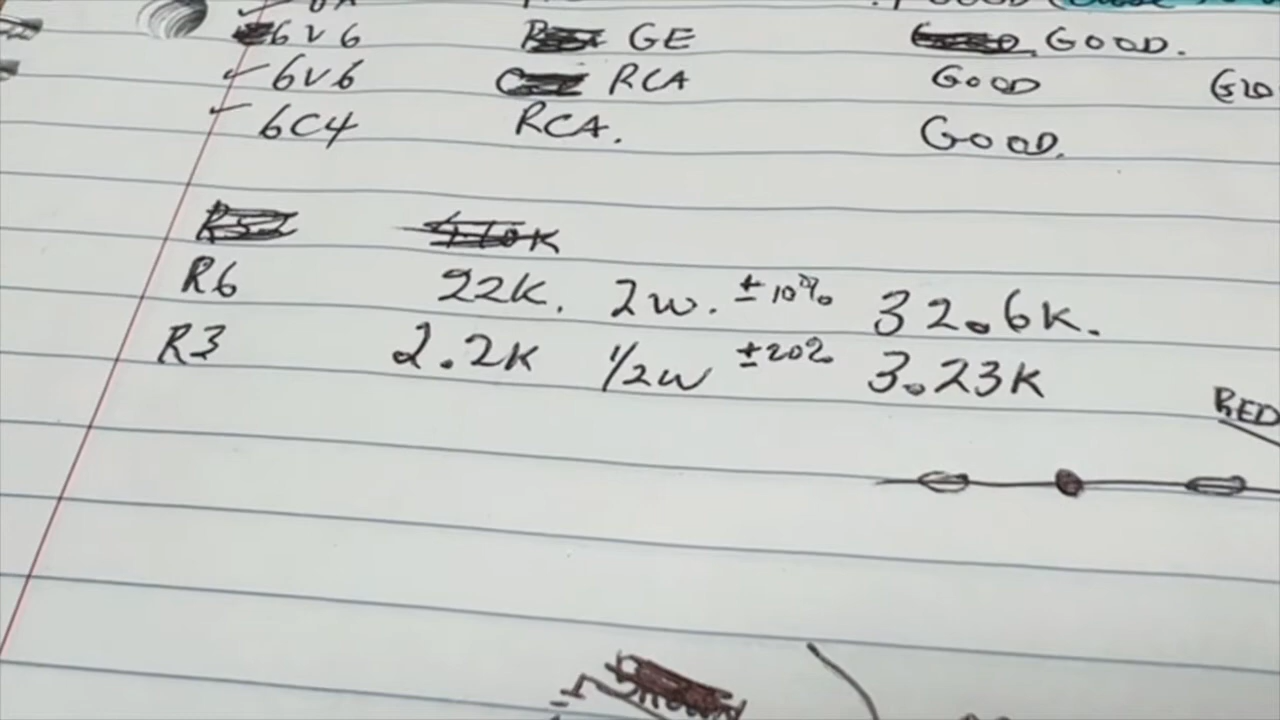 6V6 GE GOOD.
6V6 RCA GOOD
6C4 RCA. GOOD.
R6 22K. 2W. ±10% 32.6K.
R3 2.2K 1/2W ±20% 3.23K
RED